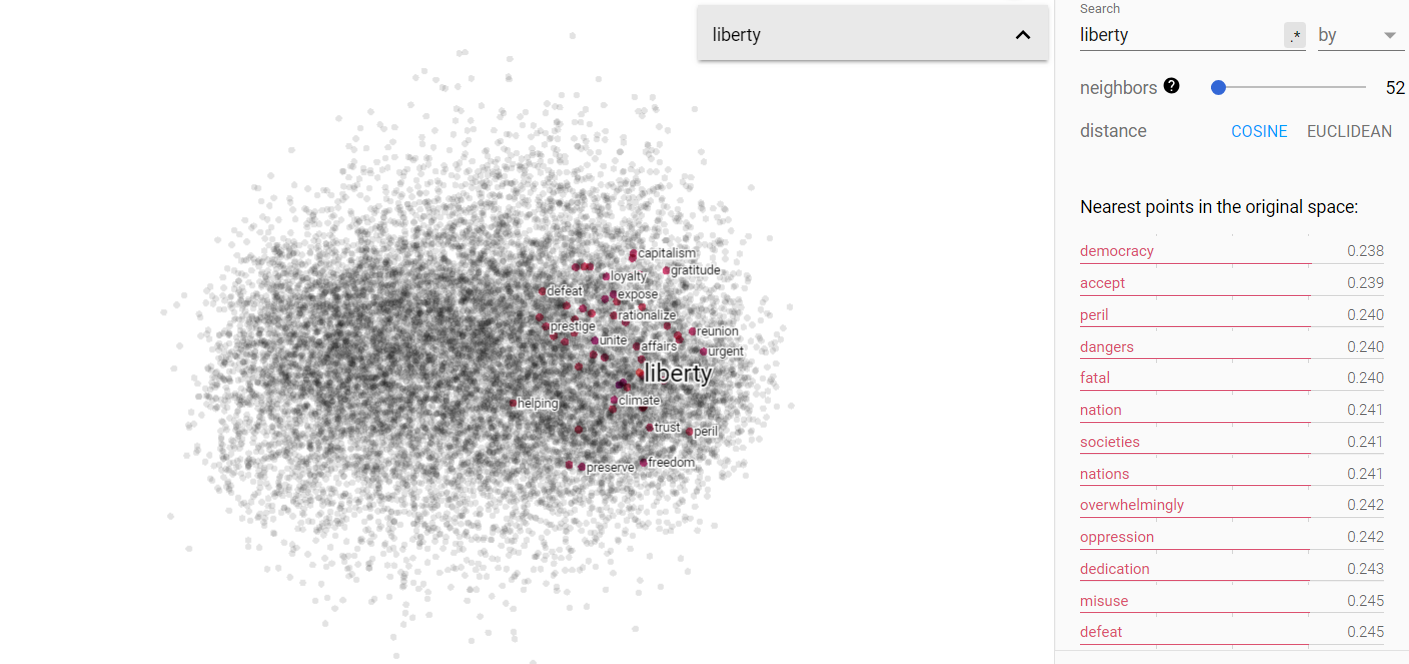 liberty
capitalism
gratitude
loyalty
defeat
expose
rationalize
prestige
reunion
unite
affairs
urgent
liberty
climate
helping
trust
peril
freedom
preserve
Search
liberty .* by
neighbors ? 52
distance COSINE EUCLIDEAN
Nearest points in the original space:
democracy 0.238
accept 0.239
peril 0.240
dangers 0.240
fatal 0.240
nation 0.241
societies 0.241
nations 0.241
overwhelmingly 0.242
oppression 0.242
dedication 0.243
misuse 0.245
defeat 0.245